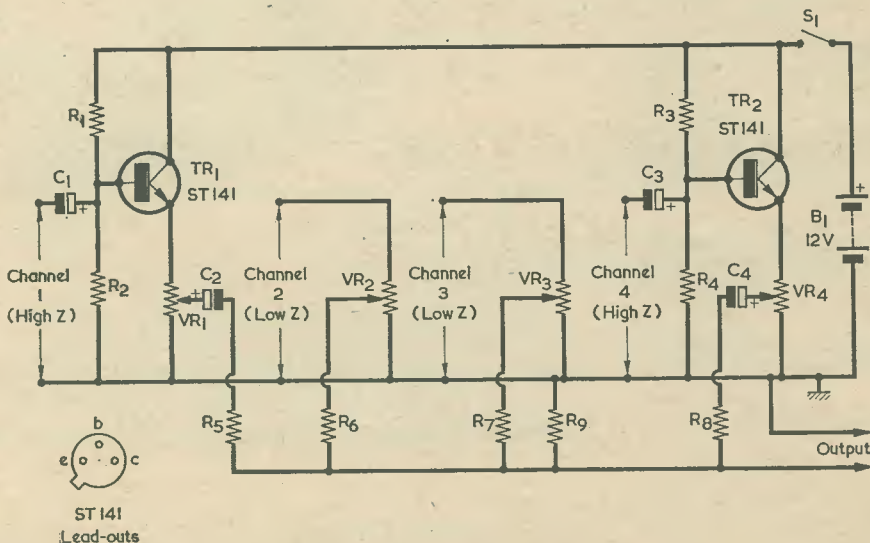 S1
R1
R3
TR2
ST141
C1
TR1
ST141
C3
B1
12V
+
+
+
Channel
1
(High Z)
R2
+
C2
VR1
Channel
2
(Low Z)
VR2
Channel
3
(Low Z)
VR3
Channel
4
(High Z)
R4
C4
+
VR4
R5
R6
R7
R9
R8
Output
b
e
c
ST141
Lead-outs